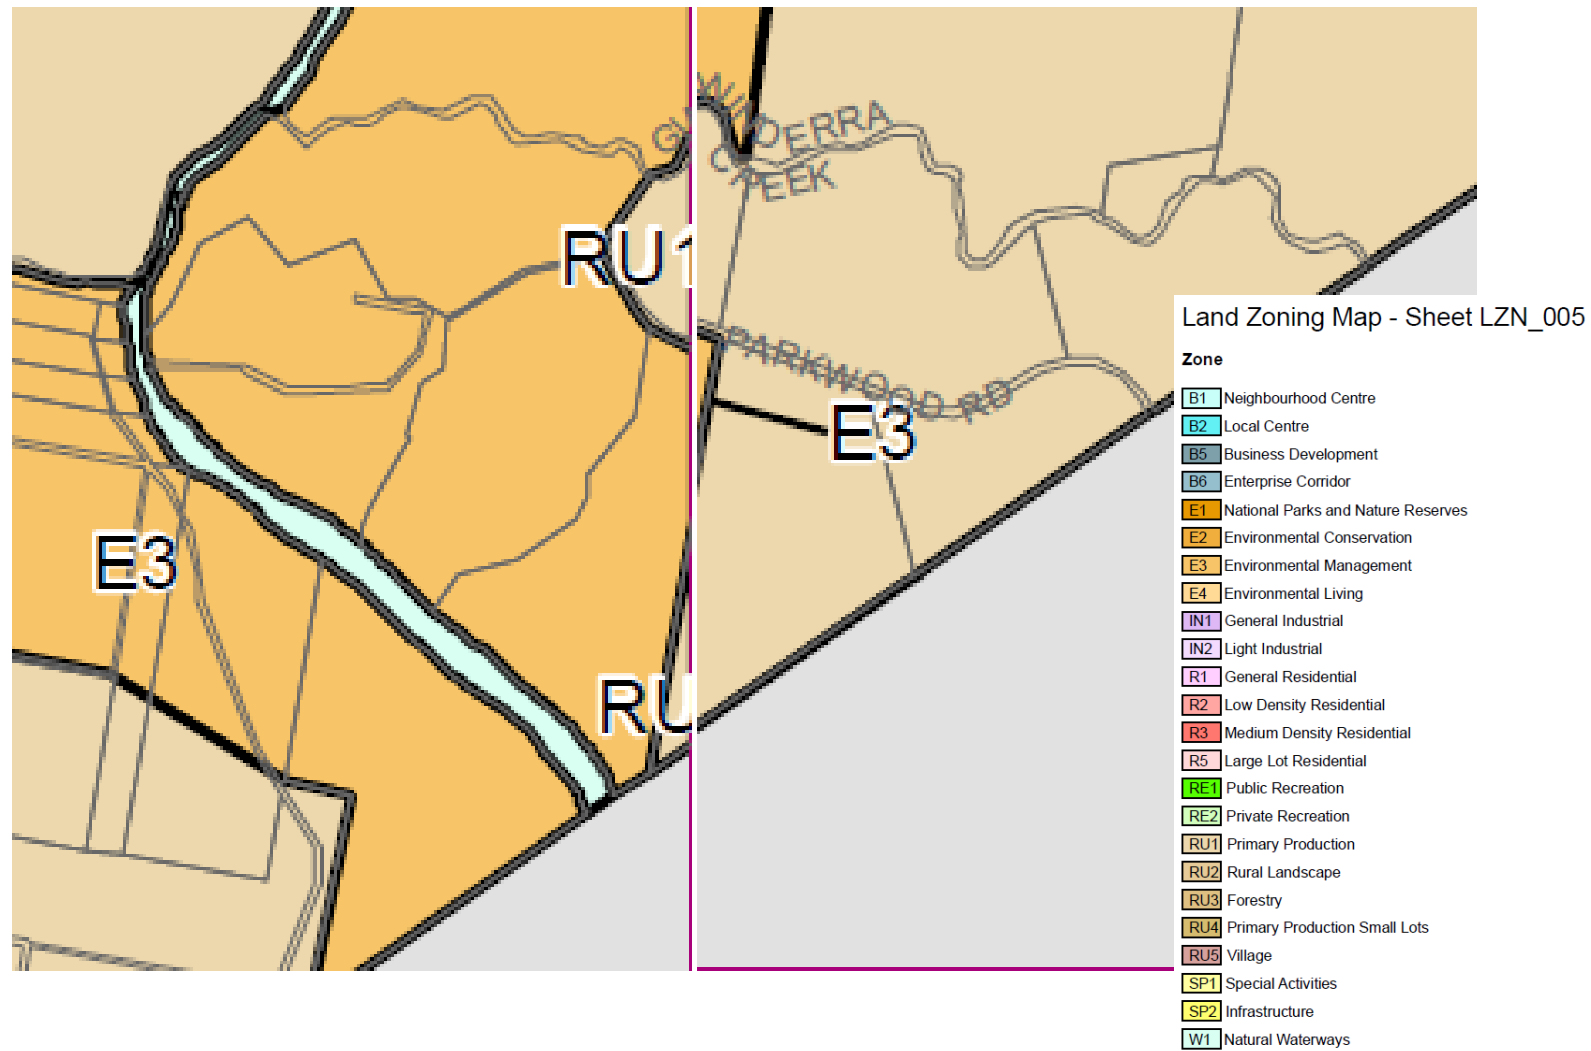 GUNINDERRA
CREEK
RU1
PARKWOOD RD
E3
E3
RU
Land Zoning Map - Sheet LZN_005
Zone
B1 Neighbourhood Centre
B2 Local Centre
B5 Business Development
B6 Enterprise Corridor
E1 National Parks and Nature Reserves
E2 Environmental Conservation
E3 Environmental Management
E4 Environmental Living
IN1 General Industrial
IN2 Light Industrial
R1 General Residential
R2 Low Density Residential
R3 Medium Density Residential
R5 Large Lot Residential
RE1 Public Recreation
RE2 Private Recreation
RU1 Primary Production
RU2 Rural Landscape
RU3 Forestry
RU4 Primary Production Small Lots
RU5 Village
SP1 Special Activities
SP2 Infrastructure
W1 Natural Waterways